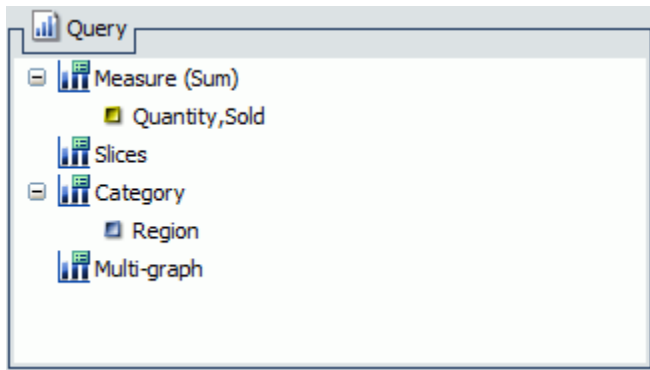 Query
Measure (Sum)
Quantity,Sold
Slices
Category
Region
Multi-graph